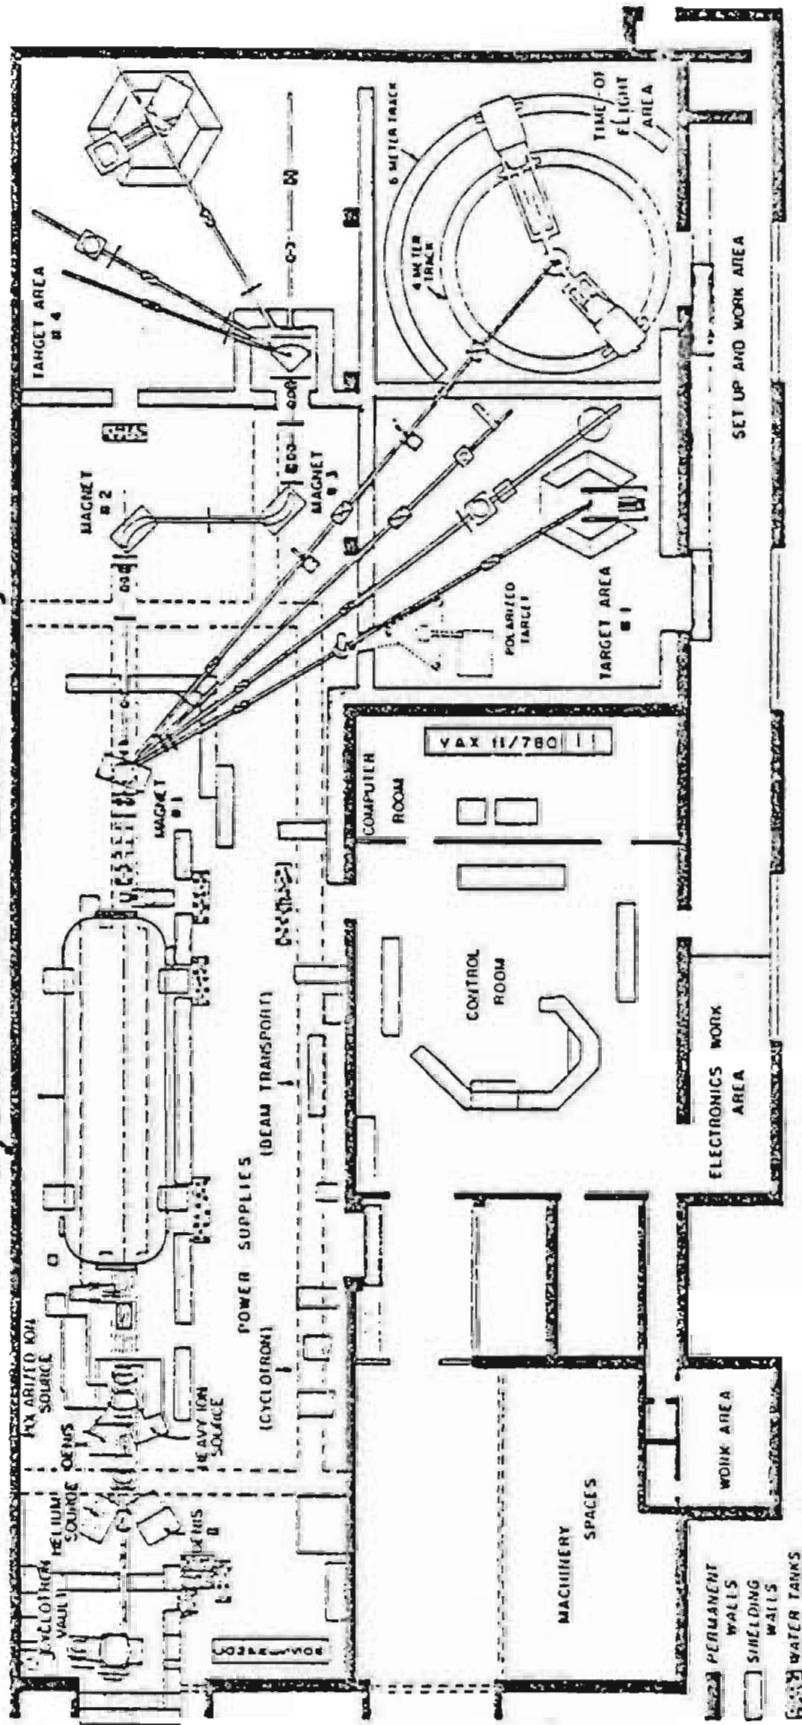 TARGET AREA
# 4
6 METER TRACK
TIME-OF
FLIGHT
AREA
4 METER
TRACK
MAGNET
# 2
MAGNET
# 3
SET UP AND WORK AREA
POLARIZED
TARGET
TARGET AREA
# 1
MAGNET
# 1
COMPUTER
ROOM
VAX 11/780
CONTROL
ROOM
ELECTRONICS WORK
AREA
POWER SUPPLIES
(BEAM TRANSPORT)
(CYCLOTRON)
POLARIZED ION
SOURCE
DENIS
I
HEAVY ION
SOURCE
HELIUM
SOURCE
DENIS
II
CYCLOTRON
VAULT
MACHINERY
SPACES
WORK AREA
PERMANENT
WALLS
SHIELDING
WALLS
WATER TANKS